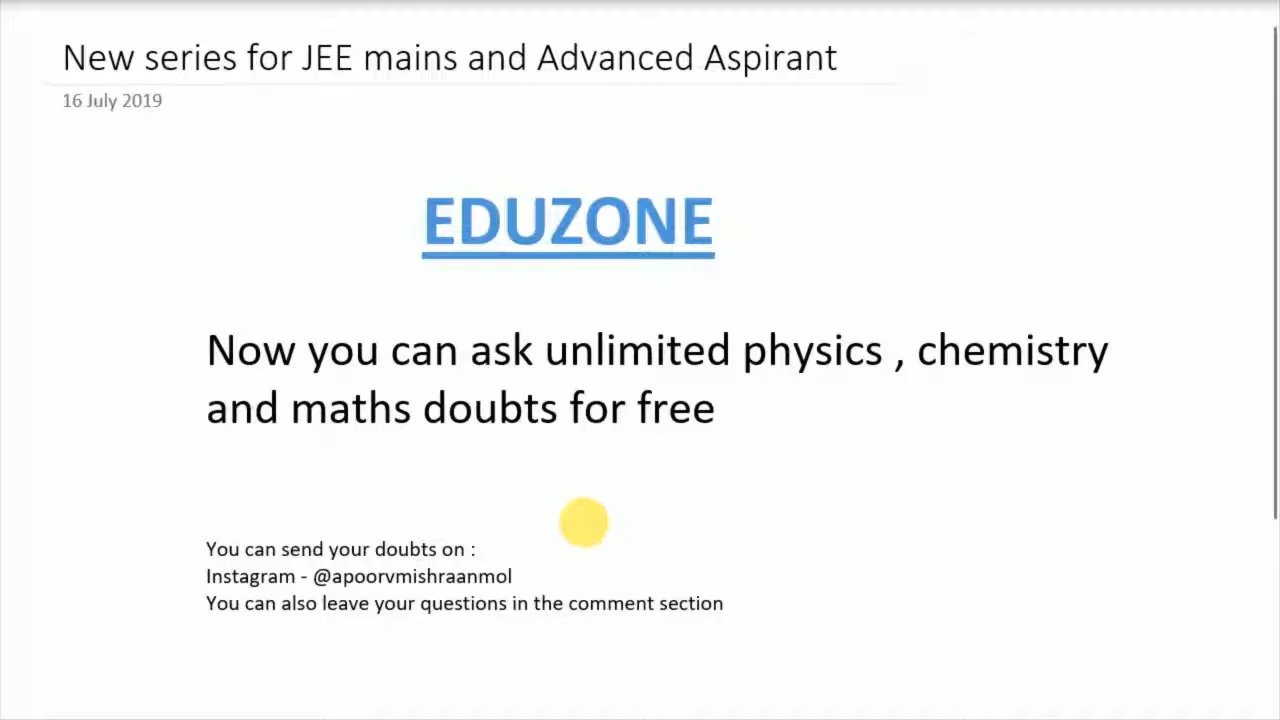 New series for JEE mains and Advanced Aspirant
16 July 2019
EDUZONE
Now you can ask unlimited physics , chemistry
and maths doubts for free
You can send your doubts on :
Instagram - @apoorvmishraanmol
You can also leave your questions in the comment section